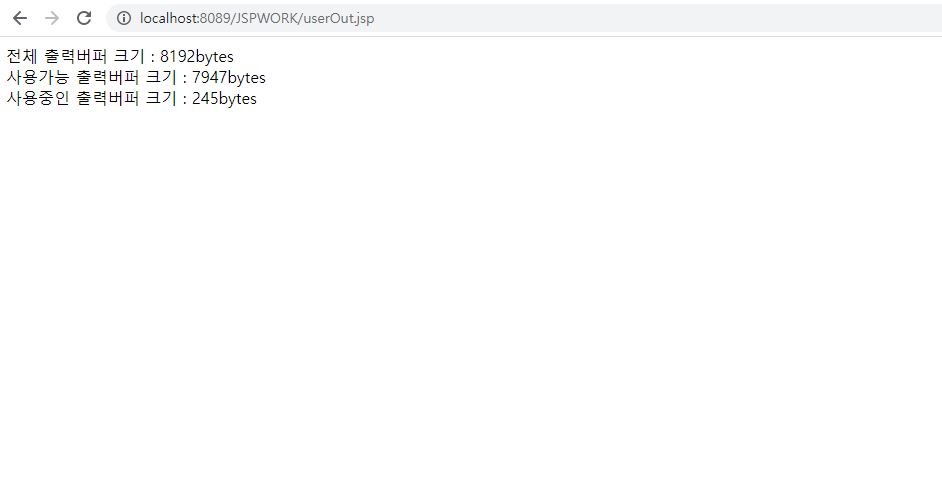 localhost:8089/JSPWORK/userOut.jsp
전체 출력버퍼 크기 : 8192bytes
사용가능 출력버퍼 크기 : 7947bytes
사용중인 출력버퍼 크기 : 245bytes